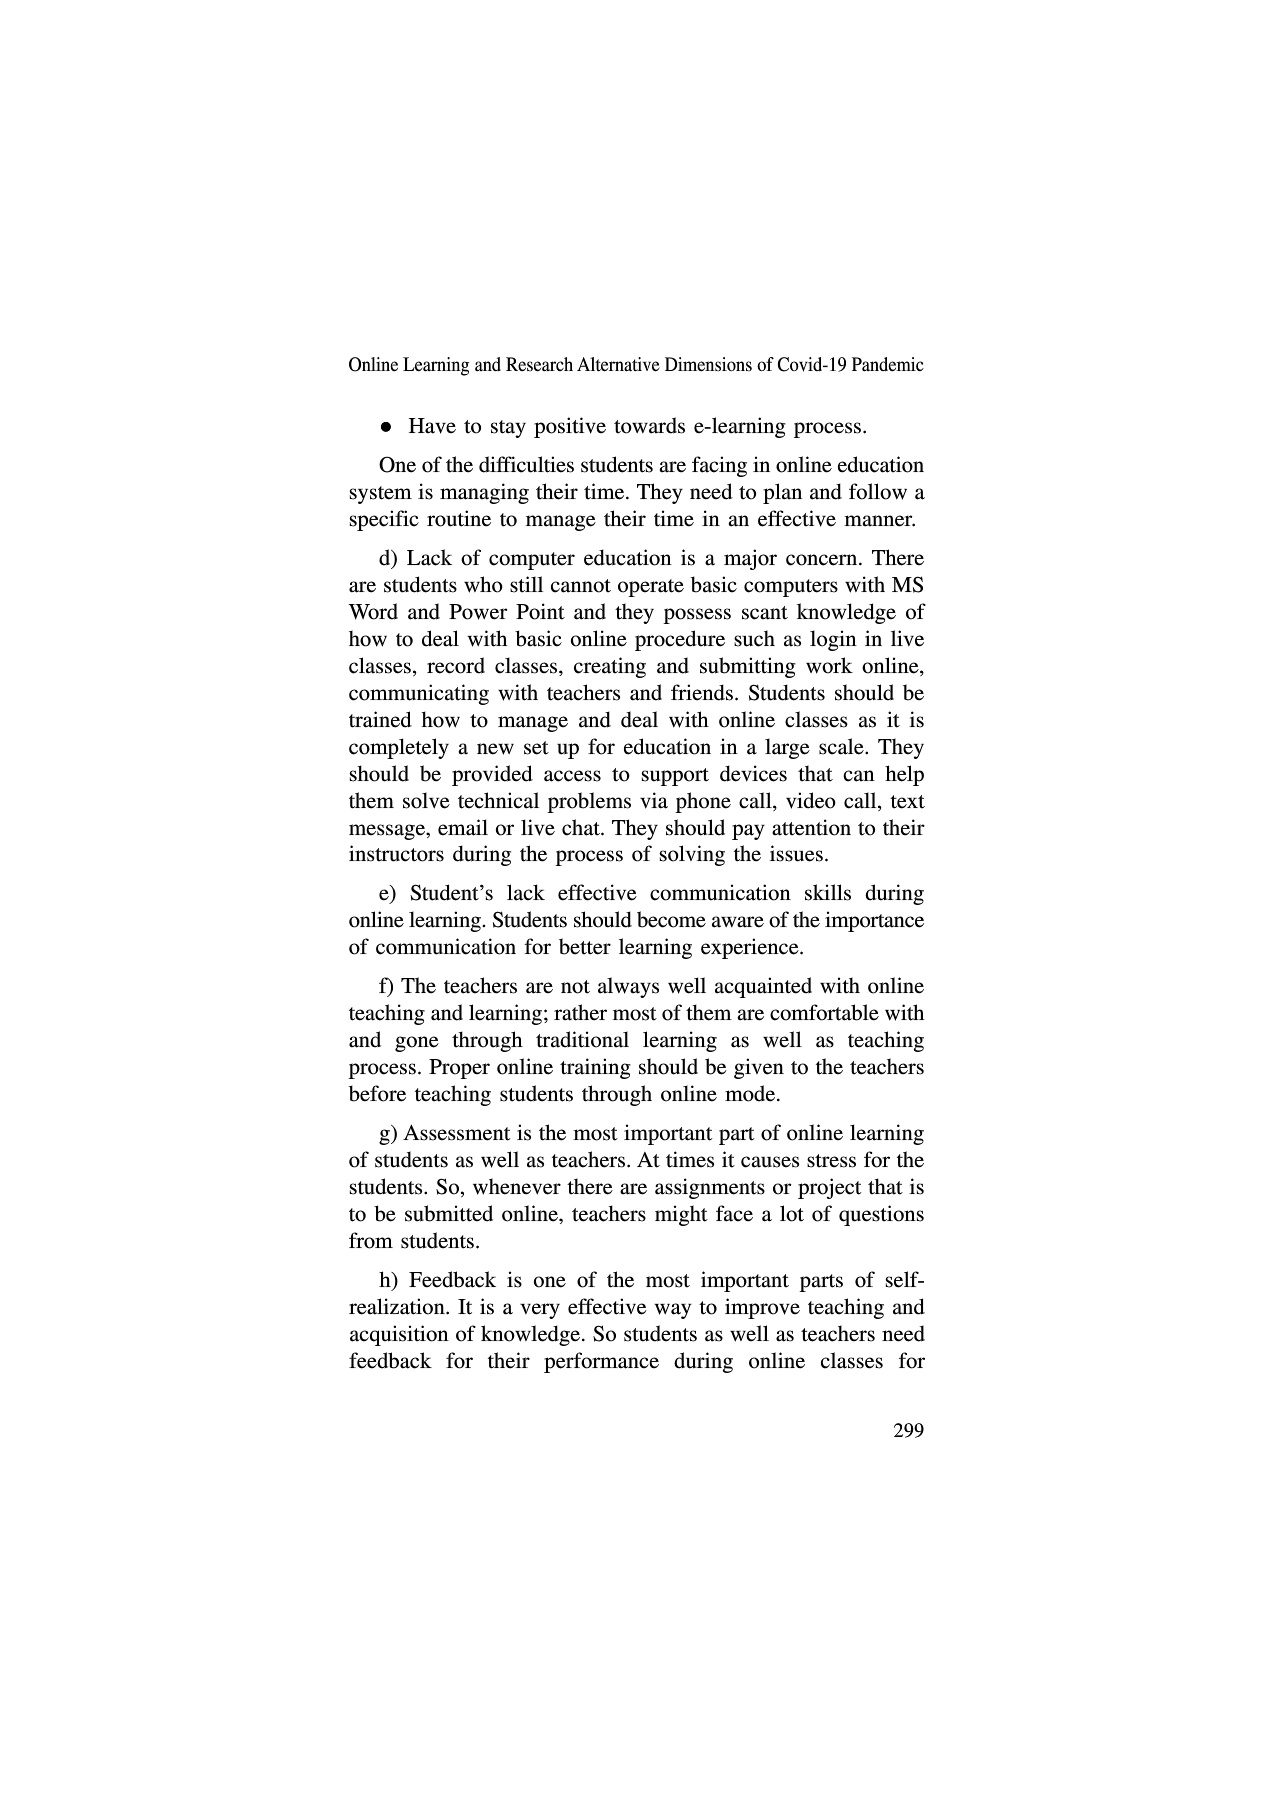 Online Learning and Research Alternative Dimensions of Covid-19 Pandemic
● Have to stay positive towards e-learning process.
One of the difficulties students are facing in online education
system is managing their time. They need to plan and follow a
specific routine to manage their time in an effective manner.
d) Lack of computer education is a major concern. There
are students who still cannot operate basic computers with MS
Word and Power Point and they possess scant knowledge of
how to deal with basic online procedure such as login in live
classes, record classes, creating and submitting work online,
communicating with teachers and friends. Students should be
trained how to manage and deal with online classes as it is
completely a new set up for education in a large scale. They
should be provided access to support devices that can help
them solve technical problems via phone call, video call, text
message, email or live chat. They should pay attention to their
instructors during the process of solving the issues.
e) Student’s lack effective communication skills during
online learning. Students should become aware of the importance
of communication for better learning experience.
f) The teachers are not always well acquainted with online
teaching and learning; rather most of them are comfortable with
and gone through traditional learning as well as teaching
process. Proper online training should be given to the teachers
before teaching students through online mode.
g) Assessment is the most important part of online learning
of students as well as teachers. At times it causes stress for the
students. So, whenever there are assignments or project that is
to be submitted online, teachers might face a lot of questions
from students.
h) Feedback is one of the most important parts of self-
realization. It is a very effective way to improve teaching and
acquisition of knowledge. So students as well as teachers need
feedback for their performance during online classes for
299